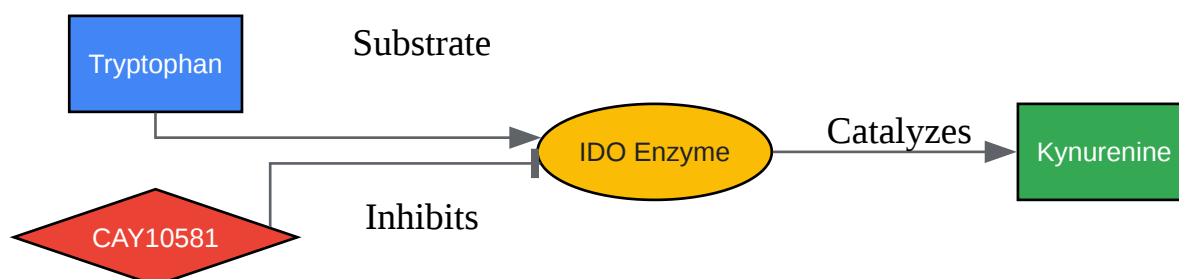 Substrate
Tryptophan
IDO Enzyme
Catalyzes
Kynurenine
Inhibits
CAY10581